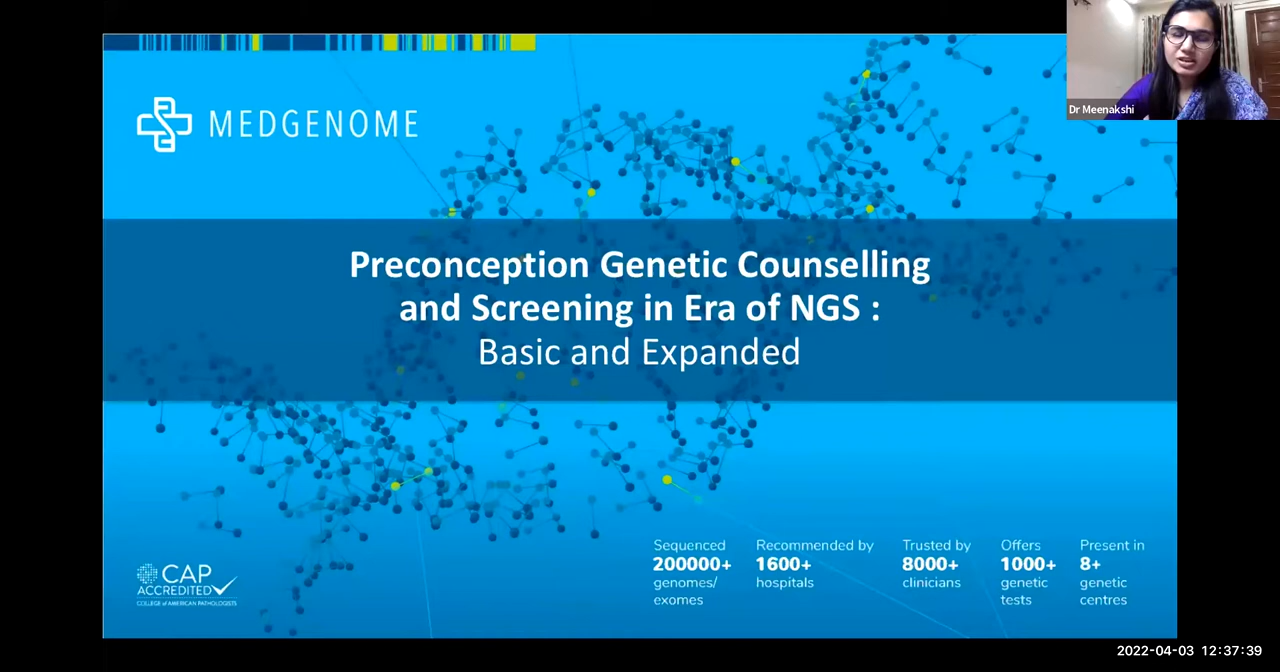 Dr Meenakshi
MEDGENOME
Preconception Genetic Counselling
and Screening in Era of NGS :
Basic and Expanded
Sequenced
200000+
genomes/
exomes
Recommended by
1600+
hospitals
Trusted by
8000+
clinicians
Offers
1000+
genetic
tests
Present in
8+
genetic
centres
CAP
ACCREDITED
COLLEGE of AMERICAN PATHOLOGISTS
2022-04-03 12:37:39